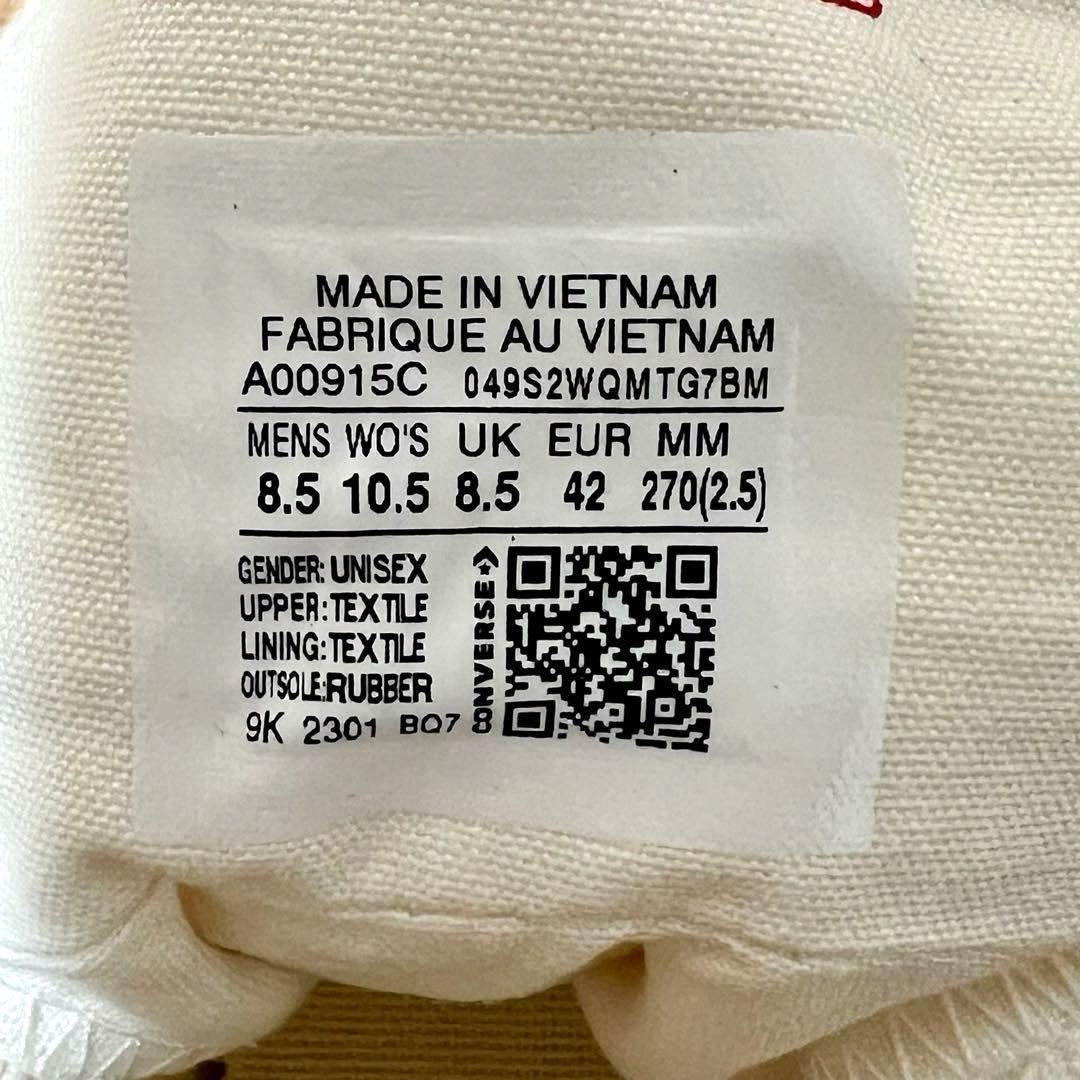 MADE IN VIETNAM
FABRIQUE AU VIETNAM
A00915C 049S2WQMTG7BM
MENS WO'S UK EUR MM
8.5 10.5 8.5 42 270(2.5)
GENDER: UNISEX
UPPER: TEXTILE
LINING: TEXTILE
OUTSOLE: RUBBER
9K 2301 BQ7
CONVERSE